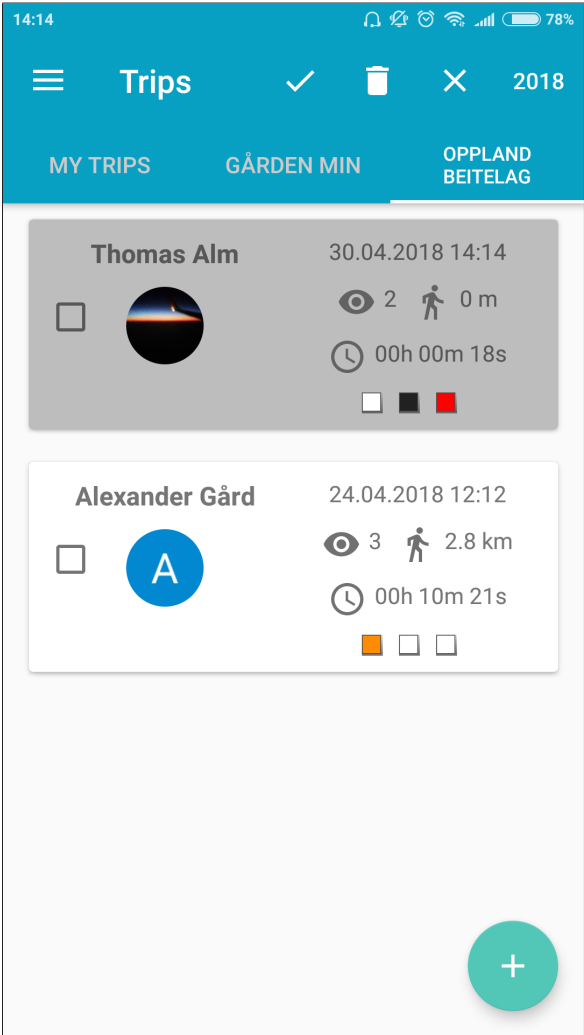 14:14 78%
Trips 2018
MY TRIPS GÅRDEN MIN OPPLAND
BEITELAG
Thomas Alm 30.04.2018 14:14
2 0 m
00h 00m 18s
Alexander Gård 24.04.2018 12:12
3 2.8 km
A
00h 10m 21s